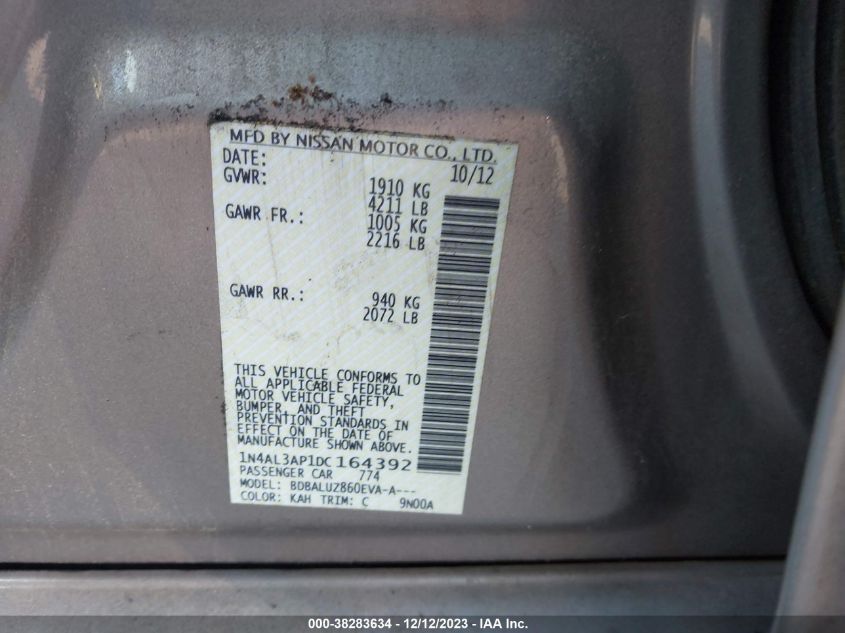 MFD BY NISSAN MOTOR CO., LTD.
DATE: 10/12
GVWR: 1910 KG
4211 LB
GAWR FR.: 1005 KG
2216 LB
GAWR RR.: 940 KG
2072 LB
THIS VEHICLE CONFORMS TO
ALL APPLICABLE FEDERAL
MOTOR VEHICLE SAFETY,
BUMPER, AND THEFT
PREVENTION STANDARDS IN
EFFECT ON THE DATE OF
MANUFACTURE SHOWN ABOVE.
1N4AL3AP1DC164392
PASSENGER CAR 774
MODEL: BDBALUZ860EVA-A---
COLOR: KAH TRIM: C 9N00A
000-38283634 - 12/12/2023 - IAA Inc.